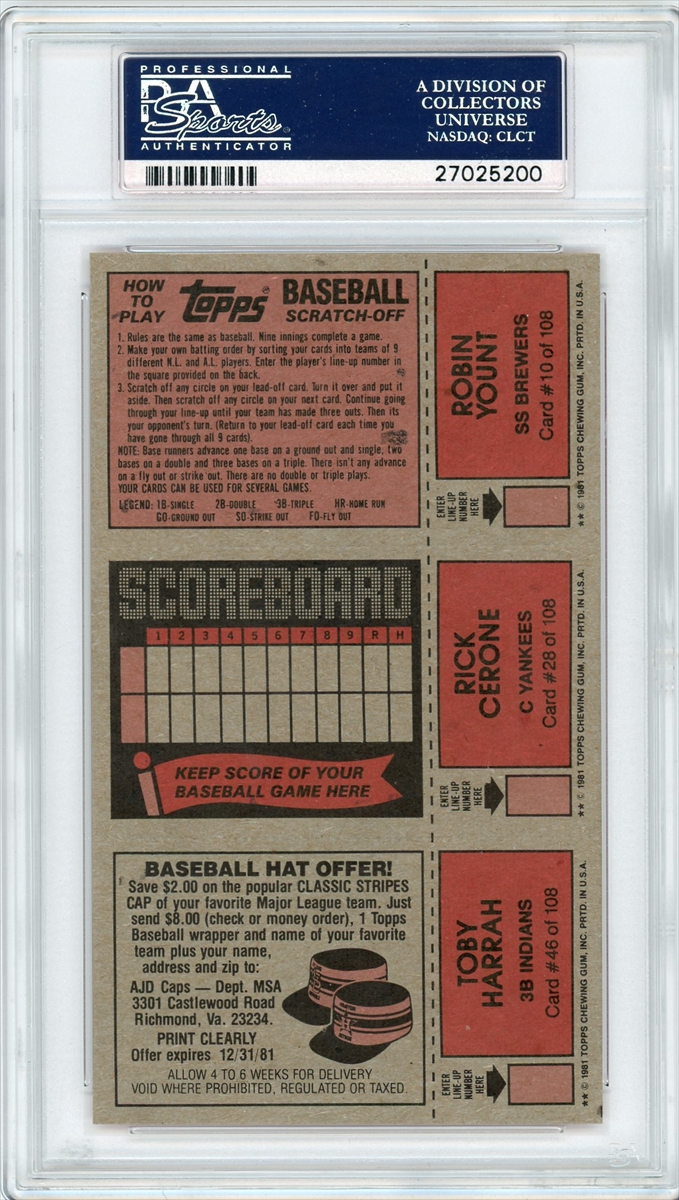 PROFESSIONAL
PSA
Sports
AUTHENTICATOR
A DIVISION OF
COLLECTORS
UNIVERSE
NASDAQ: CLCT
27025200
HOW
TO
PLAY
Topps® BASEBALL
SCRATCH-OFF
1. Rules are the same as baseball. Nine innings complete a game.
2. Make your own batting order by sorting your cards into teams of 9
different N.L. and A.L. players. Enter the player's line-up number in
the square provided on the back.
3. Scratch off any circle on your lead-off card. Turn it over and put it
aside. Then scratch off any circle on your next card. Continue going
through your line-up until your team has made three outs. Then its
your opponent's turn. (Return to your lead-off card each time you
have gone through all 9 cards).
NOTE: Base runners advance one base on a ground out and single, two
bases on a double and three bases on a triple. There isn't any advance
on a fly out or strike out. There are no double or triple plays.
YOUR CARDS CAN BE USED FOR SEVERAL GAMES.
LEGEND: 1B-SINGLE 2B-DOUBLE 3B-TRIPLE HR-HOME RUN
GO-GROUND OUT SO-STRIKE OUT FO-FLY OUT
ROBIN
YOUNT
SS BREWERS
Card #10 of 108
ENTER
LINE-UP
NUMBER
HERE
** © 1981 TOPPS CHEWING GUM, INC. PRTD. IN U.S.A.
SCOREBOARD
1 2 3 4 5 6 7 8 9 R H
KEEP SCORE OF YOUR
BASEBALL GAME HERE
RICK
CERONE
C YANKEES
Card #28 of 108
ENTER
LINE-UP
NUMBER
HERE
** © 1981 TOPPS CHEWING GUM, INC. PRTD. IN U.S.A.
BASEBALL HAT OFFER!
Save $2.00 on the popular CLASSIC STRIPES
CAP of your favorite Major League team. Just
send $8.00 (check or money order), 1 Topps
Baseball wrapper and name of your favorite
team plus your name,
address and zip to:
AJD Caps — Dept. MSA
3301 Castlewood Road
Richmond, Va. 23234.
PRINT CLEARLY
Offer expires 12/31/81
ALLOW 4 TO 6 WEEKS FOR DELIVERY
VOID WHERE PROHIBITED, REGULATED OR TAXED.
TOBY
HARRAH
3B INDIANS
Card #46 of 108
ENTER
LINE-UP
NUMBER
HERE
** © 1981 TOPPS CHEWING GUM, INC. PRTD. IN U.S.A.